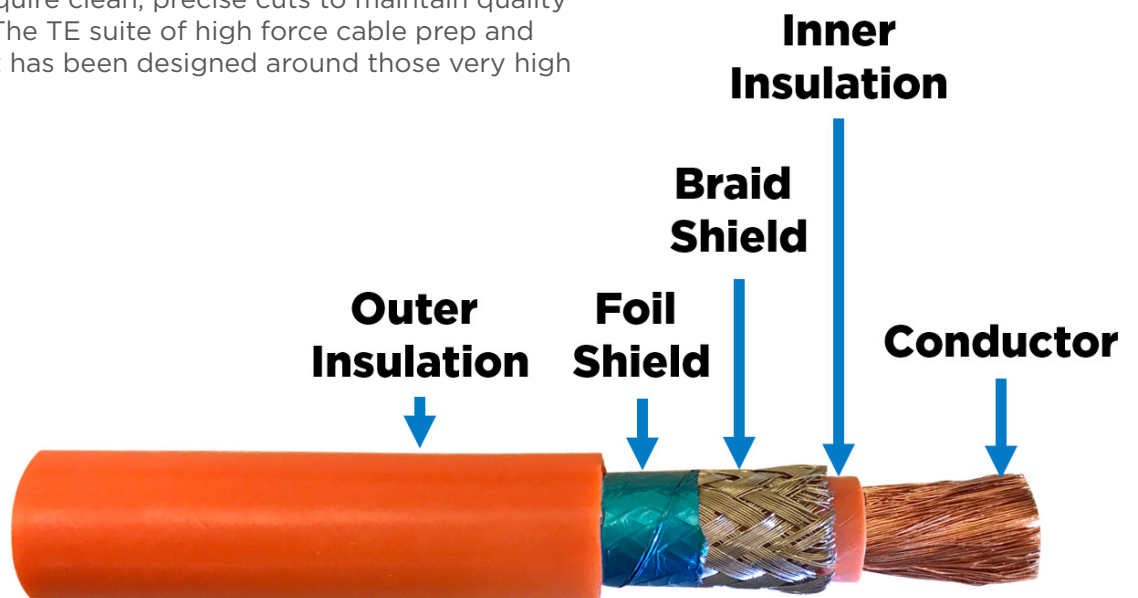 quire clean, precise cuts to maintain quality
The TE suite of high force cable prep and
has been designed around those very high
Inner
Insulation
Braid
Shield
Outer
Insulation
Foil
Shield
Conductor